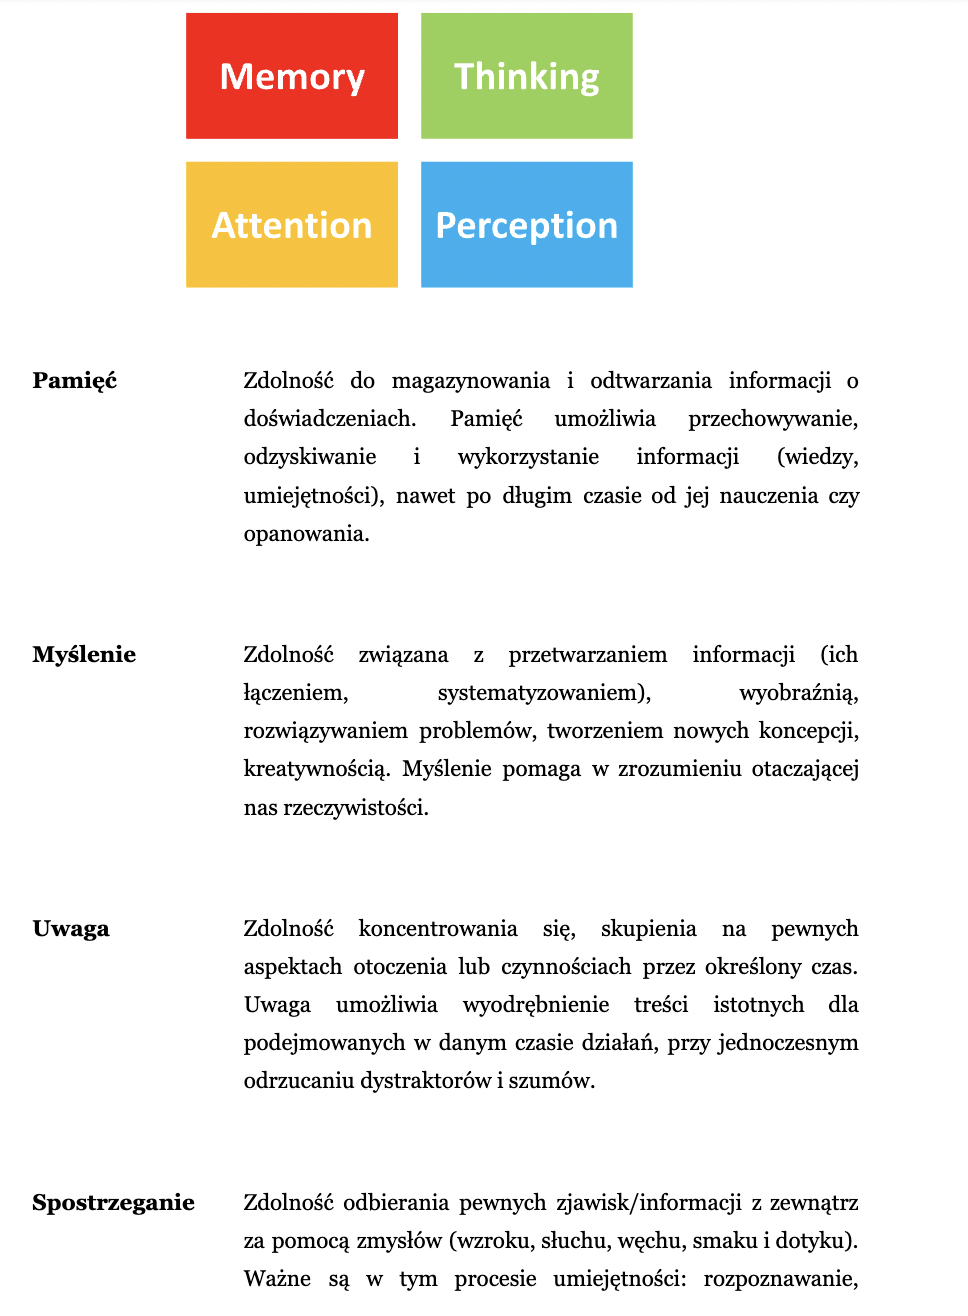 Memory
Thinking
Attention
Perception
Pamięć
Zdolność do magazynowania i odtwarzania informacji o
doświadczeniach. Pamięć umożliwia przechowywanie,
odzyskiwanie i wykorzystanie informacji (wiedzy,
umiejętności), nawet po długim czasie od jej nauczenia czy
opanowania.
Myślenie
Zdolność związana z przetwarzaniem informacji (ich
łączeniem, systematyzowaniem), wyobraźnią,
rozwiązywaniem problemów, tworzeniem nowych koncepcji,
kreatywnością. Myślenie pomaga w zrozumieniu otaczającej
nas rzeczywistości.
Uwaga
Zdolność koncentrowania się, skupienia na pewnych
aspektach otoczenia lub czynnościach przez określony czas.
Uwaga umożliwia wyodrębnienie treści istotnych dla
podejmowanych w danym czasie działań, przy jednoczesnym
odrzucaniu dystraktorów i szumów.
Spostrzeganie
Zdolność odbierania pewnych zjawisk/informacji z zewnątrz
za pomocą zmysłów (wzroku, słuchu, węchu, smaku i dotyku).
Ważne są w tym procesie umiejętności: rozpoznawanie,